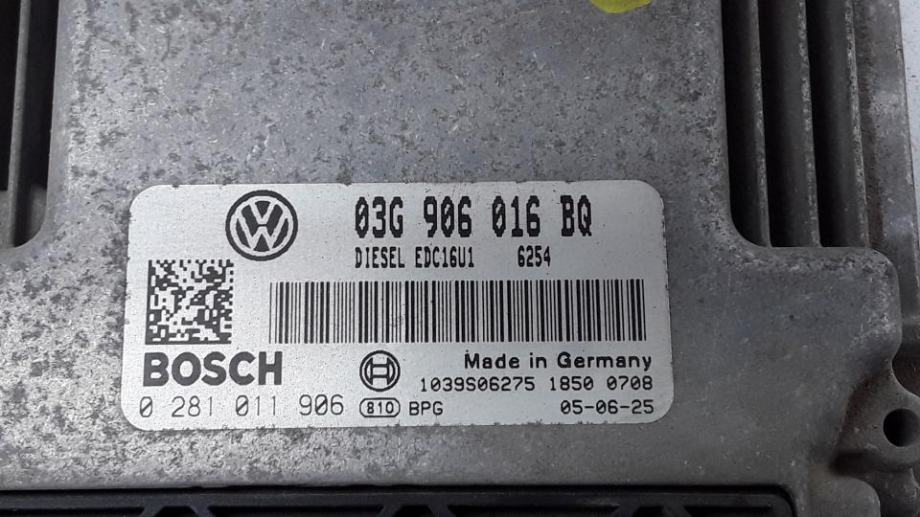 03G 906 016 BQ
DIESEL EDC16U1 6254
BOSCH
Made in Germany
1039S06275 1850 0708
0 281 011 906 810 BPG 05-06-25